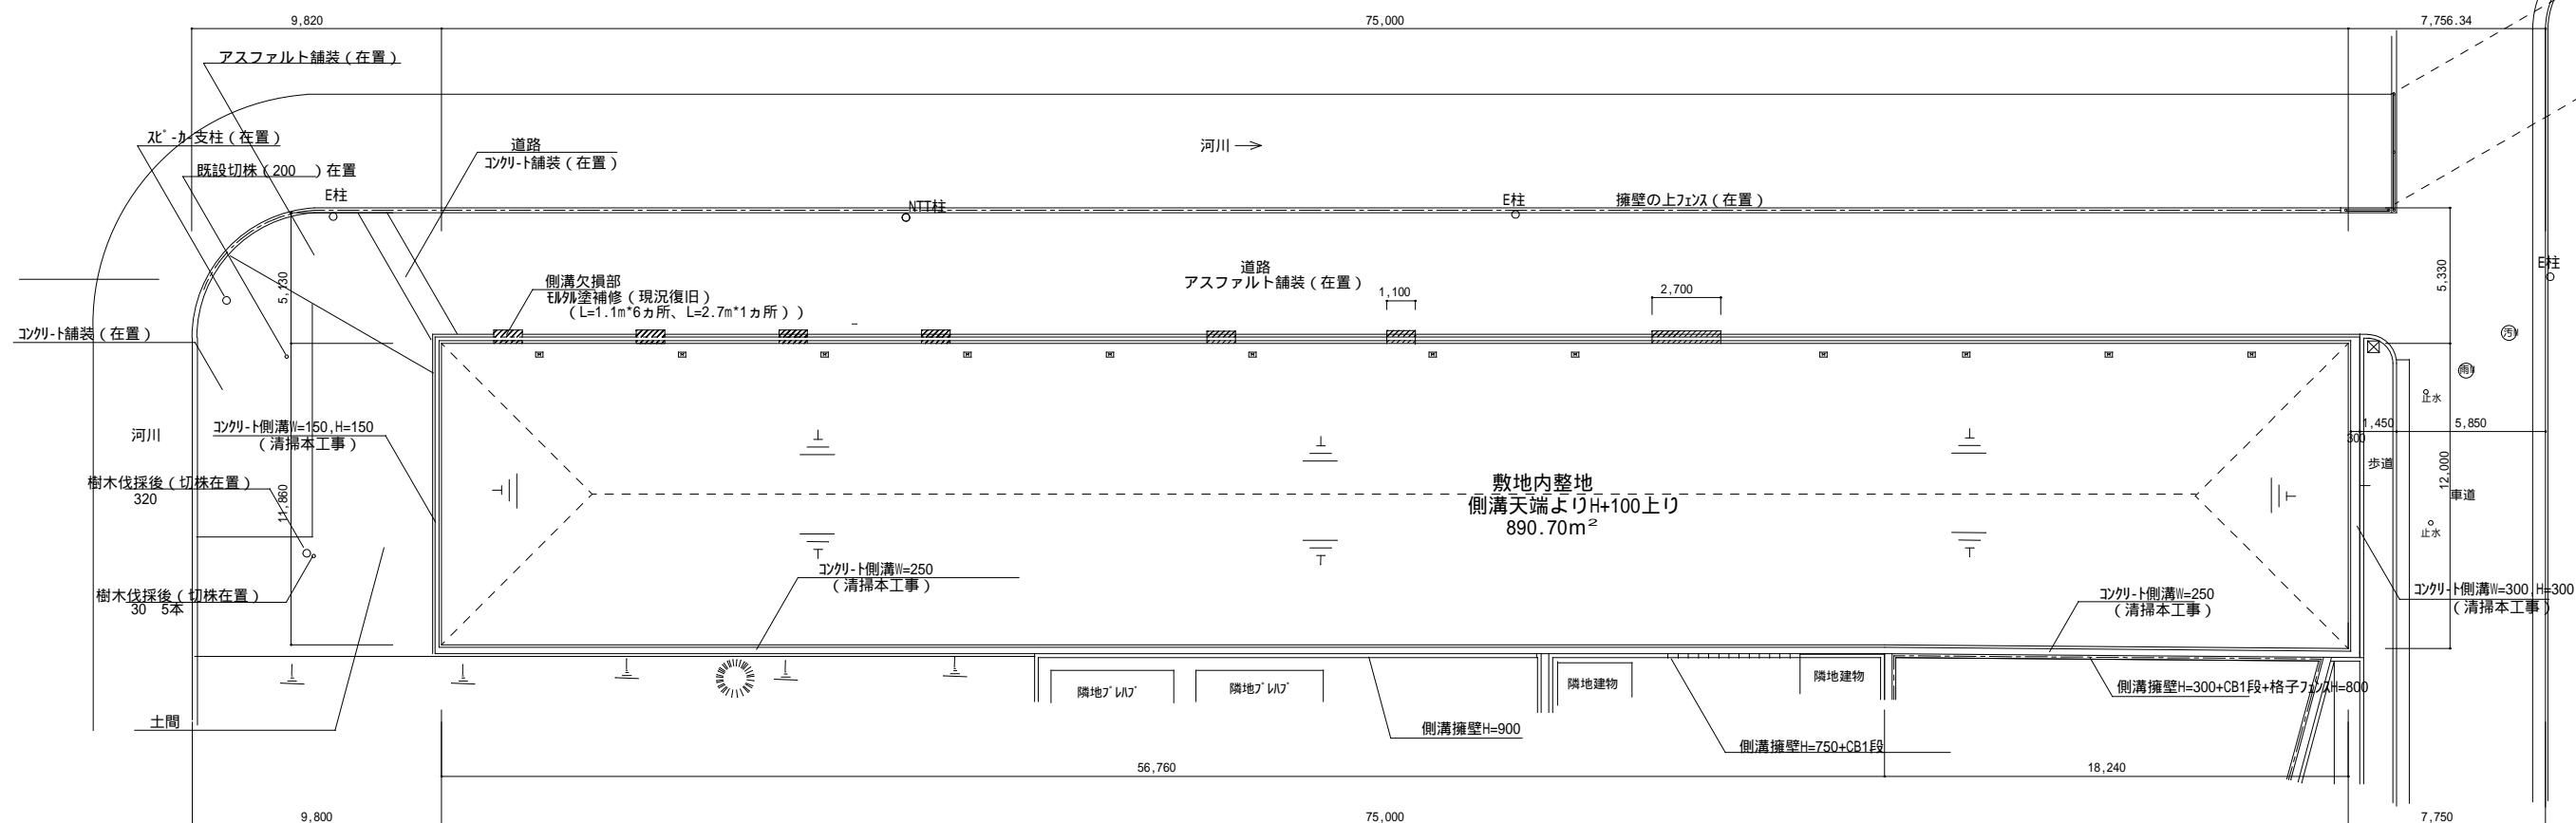 9,820
75,000
7,756.34
アスファルト舗装(在置)
スピーカー支柱(在置)
既設切株(200　)在置
E柱
道路
コンクリート舗装(在置)
河川
NTT柱
E柱
擁壁の上フェンス(在置)
E柱
5,130
5,330
側溝欠損部
モルタル塗補修(現況復旧)
(L=1.1m*6ヵ所、L=2.7m*1ヵ所))
道路
アスファルト舗装(在置)
1,100
2,700
コンクリート舗装(在置)
汚
雨
止水
河川
コンクリート側溝W=150,H=150
(清掃本工事)
300
1,450
5,850
歩道
12,000
車道
樹木伐採後(切株在置)
320
11,860
敷地内整地
側溝天端よりH+100上り
890.70m²
止水
樹木伐採後(切株在置)
30　5本
コンクリート側溝W=250
(清掃本工事)
コンクリート側溝W=250
(清掃本工事)
コンクリート側溝W=300,H=300
(清掃本工事)
隣地プレハブ
隣地プレハブ
隣地建物
隣地建物
側溝擁壁H=300+CB1段+格子フェンスH=800
土間
側溝擁壁H=900
側溝擁壁H=750+CB1段
56,760
18,240
9,800
75,000
7,750